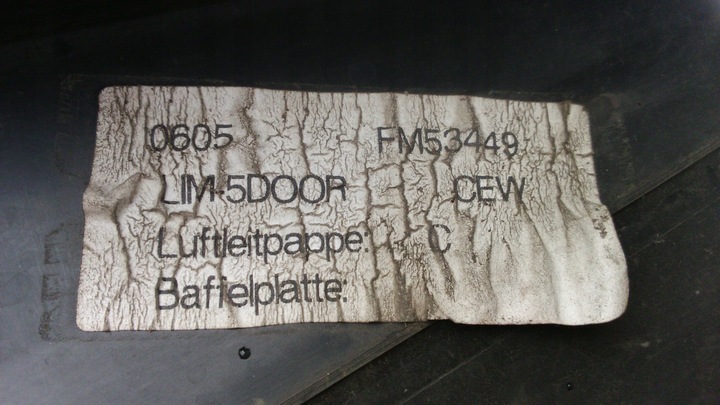 0605 FM53449
LIM-5DOOR CEW
Luftleitpappe: C
Baffelplatte: